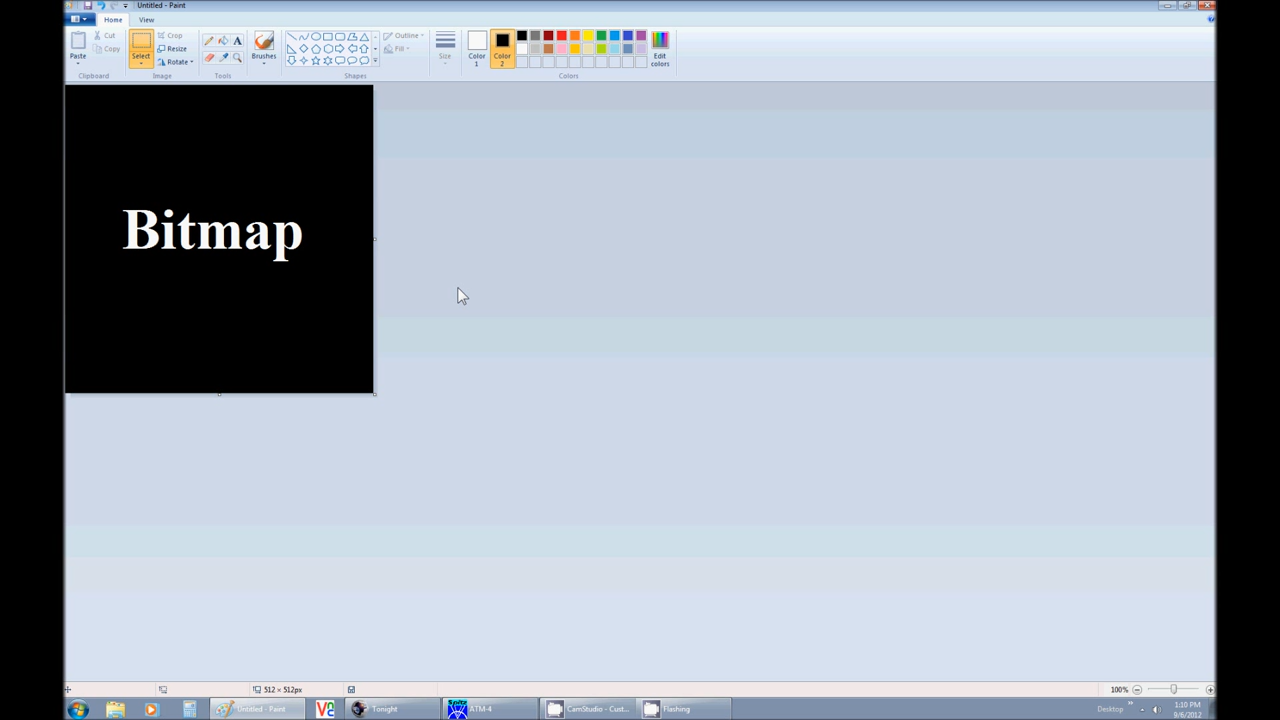 Untitled - Paint
Home View
Paste
Cut
Copy
Clipboard
Select
Crop
Resize
Rotate
Image
A
Tools
Brushes
Shapes
Outline
Fill
Size
Color 1
Color 2
Edit colors
Colors
Bitmap
512 × 512px
100%
Untitled - Paint
Tonight
ATM-4
CamStudio - Cust...
Flashing
Desktop
1:10 PM
9/6/2012